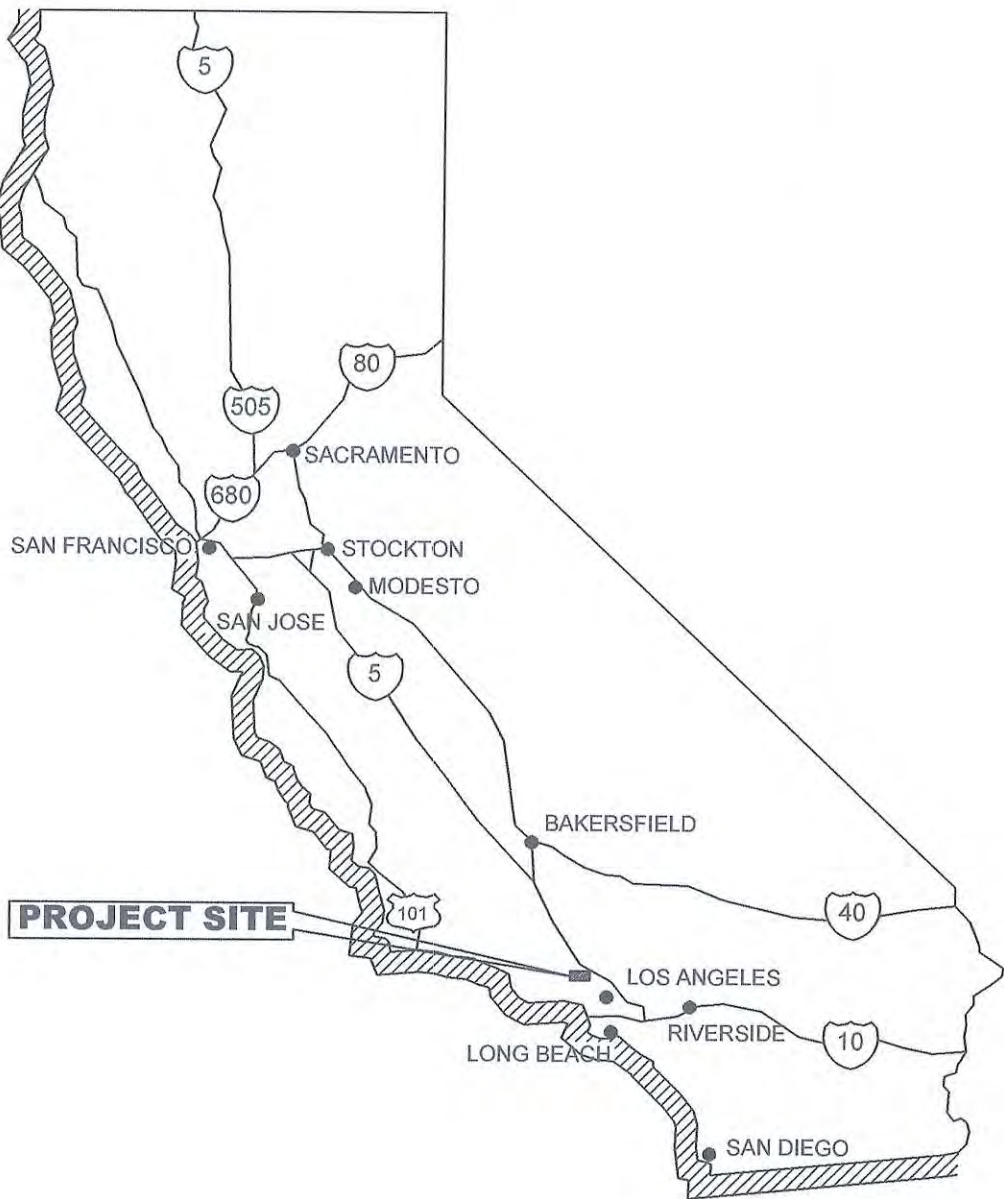 5
80
505
SACRAMENTO
680
SAN FRANCISCO
STOCKTON
MODESTO
SAN JOSE
5
BAKERSFIELD
PROJECT SITE
101
40
LOS ANGELES
RIVERSIDE
10
LONG BEACH
SAN DIEGO